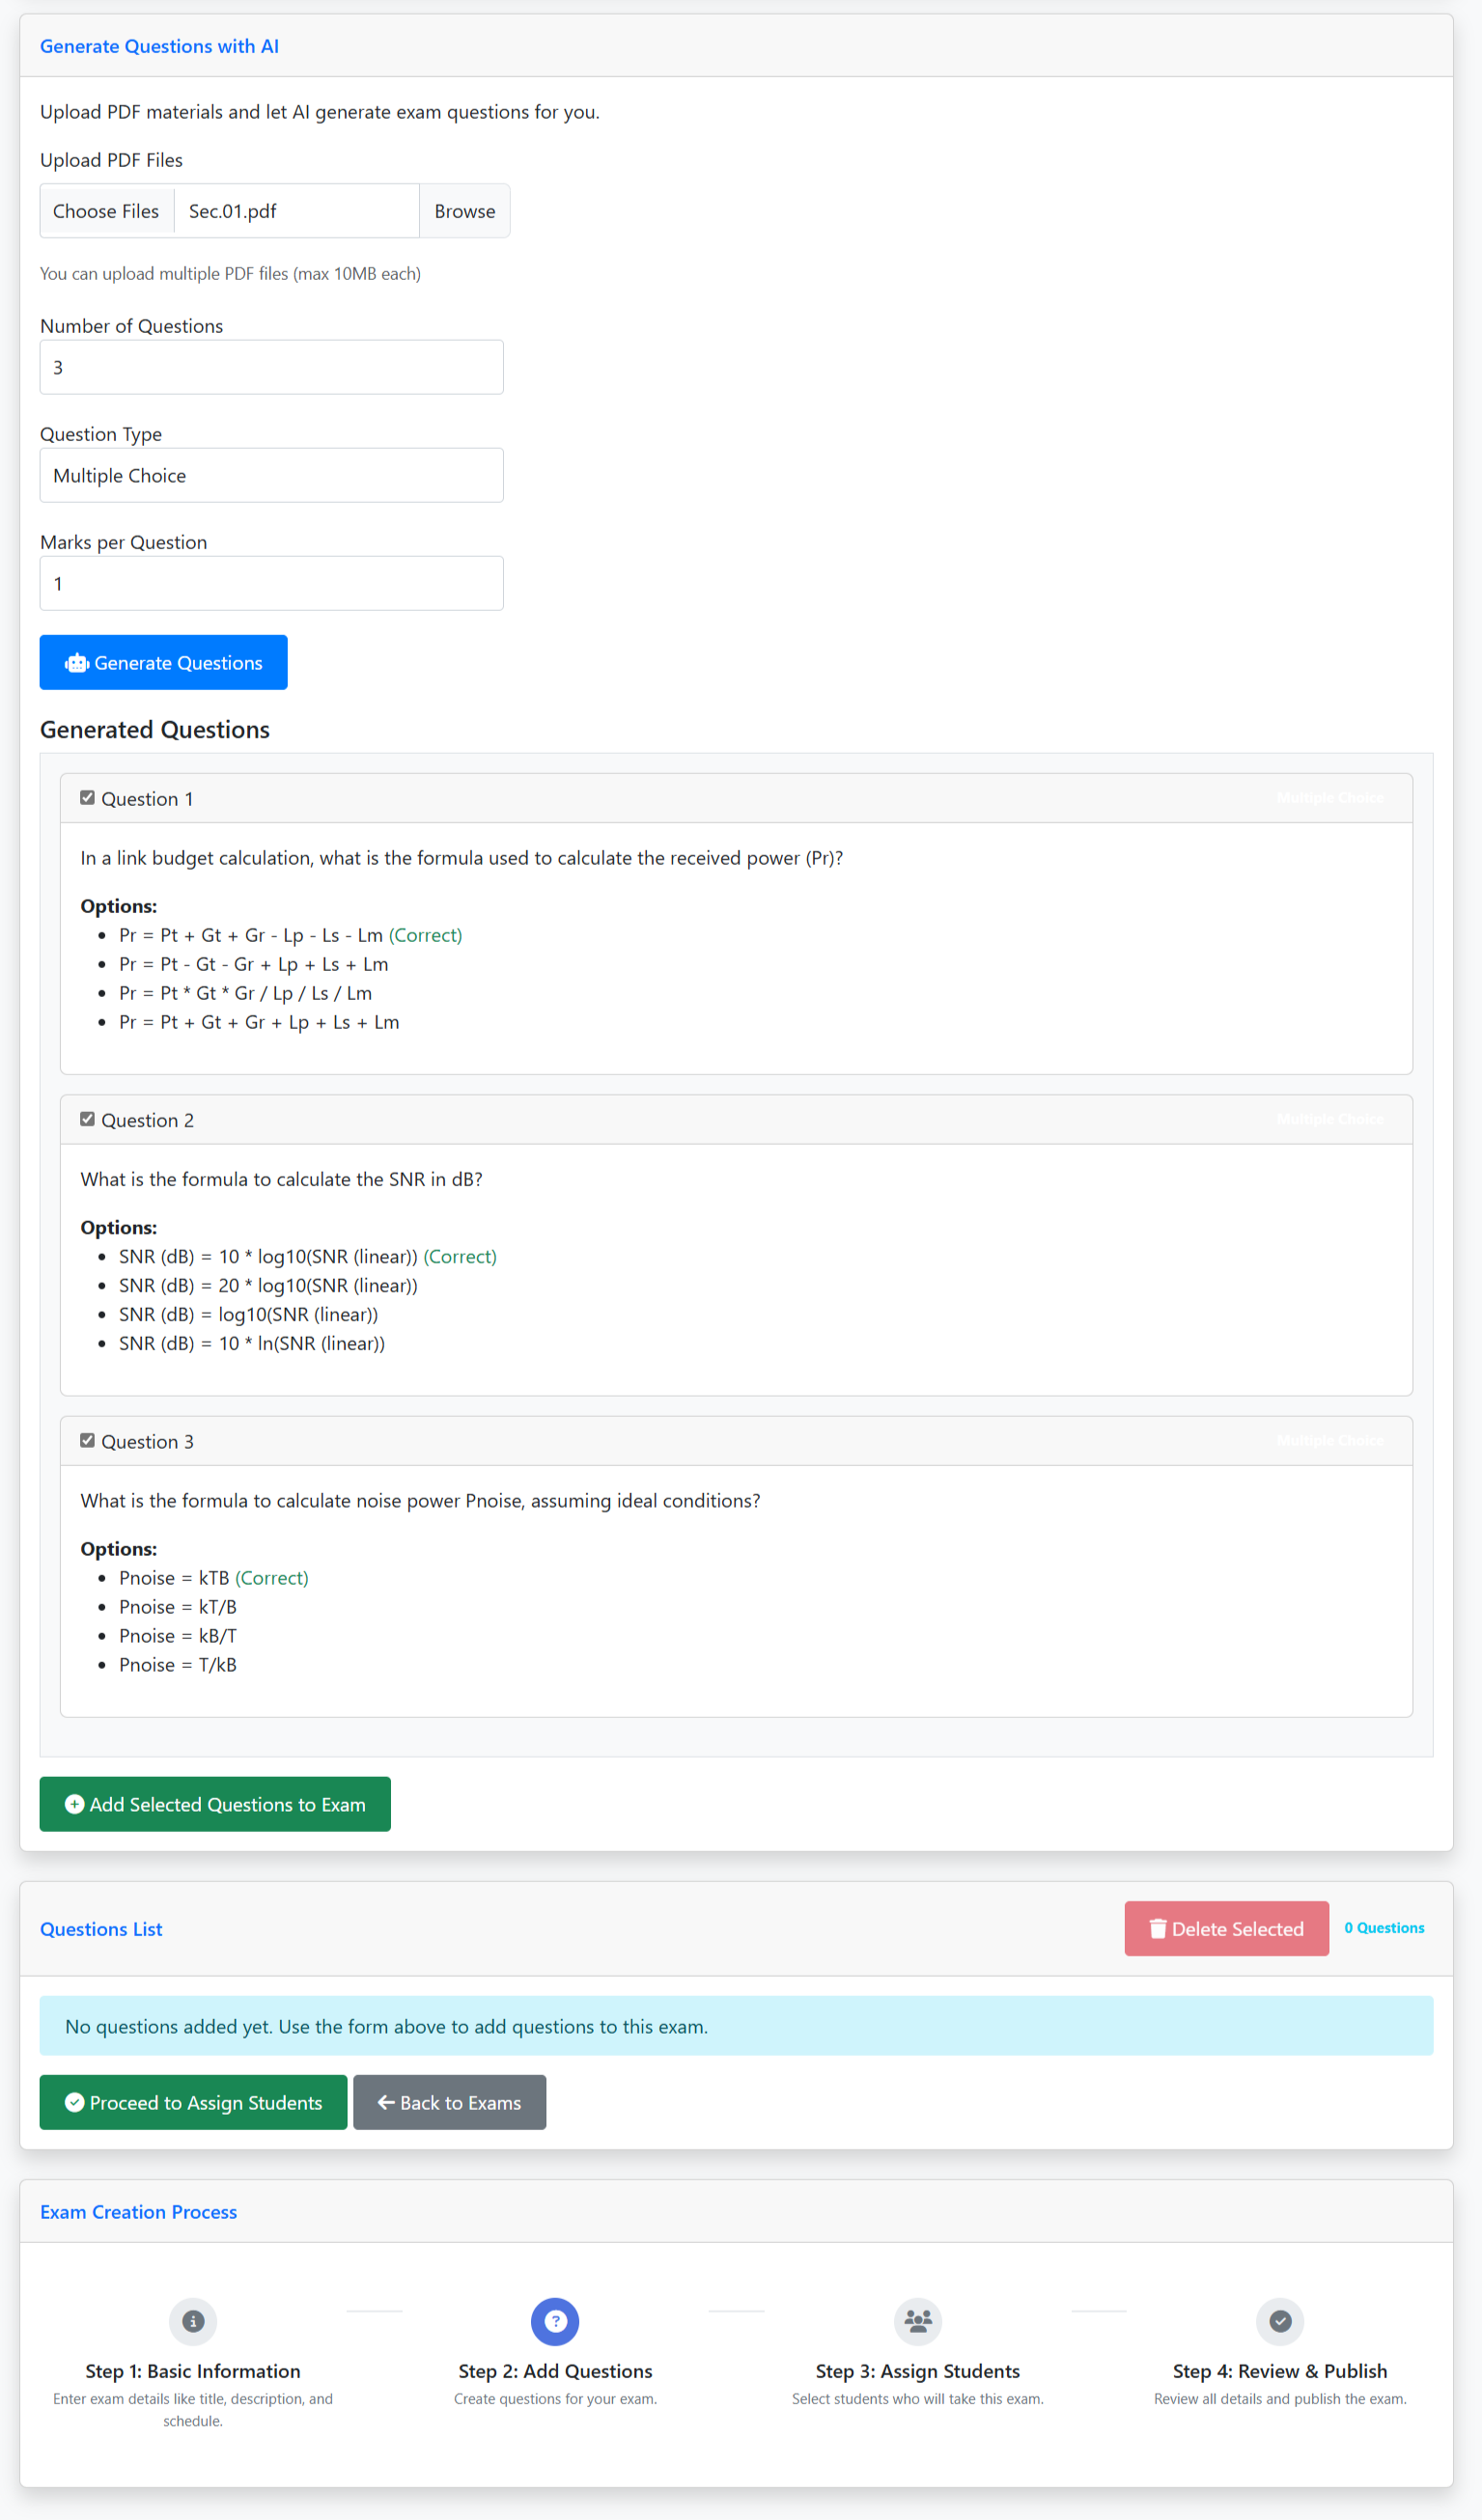 Generate Questions with AI
Upload PDF materials and let AI generate exam questions for you.
Upload PDF Files
Choose Files Sec.01.pdf Browse
You can upload multiple PDF files (max 10MB each)
Number of Questions
3
Question Type
Multiple Choice
Marks per Question
1
Generate Questions
Generated Questions
Question 1 Multiple Choice
In a link budget calculation, what is the formula used to calculate the received power (Pr)?
Options:
• Pr = Pt + Gt + Gr - Lp - Ls - Lm (Correct)
• Pr = Pt - Gt - Gr + Lp + Ls + Lm
• Pr = Pt * Gt * Gr / Lp / Ls / Lm
• Pr = Pt + Gt + Gr + Lp + Ls + Lm
Question 2 Multiple Choice
What is the formula to calculate the SNR in dB?
Options:
• SNR (dB) = 10 * log10(SNR (linear)) (Correct)
• SNR (dB) = 20 * log10(SNR (linear))
• SNR (dB) = log10(SNR (linear))
• SNR (dB) = 10 * ln(SNR (linear))
Question 3 Multiple Choice
What is the formula to calculate noise power Pnoise, assuming ideal conditions?
Options:
• Pnoise = kTB (Correct)
• Pnoise = kT/B
• Pnoise = kB/T
• Pnoise = T/kB
Add Selected Questions to Exam
Questions List Delete Selected 0 Questions
No questions added yet. Use the form above to add questions to this exam.
Proceed to Assign Students Back to Exams
Exam Creation Process
Step 1: Basic Information
Enter exam details like title, description, and
schedule.
Step 2: Add Questions
Create questions for your exam.
Step 3: Assign Students
Select students who will take this exam.
Step 4: Review & Publish
Review all details and publish the exam.